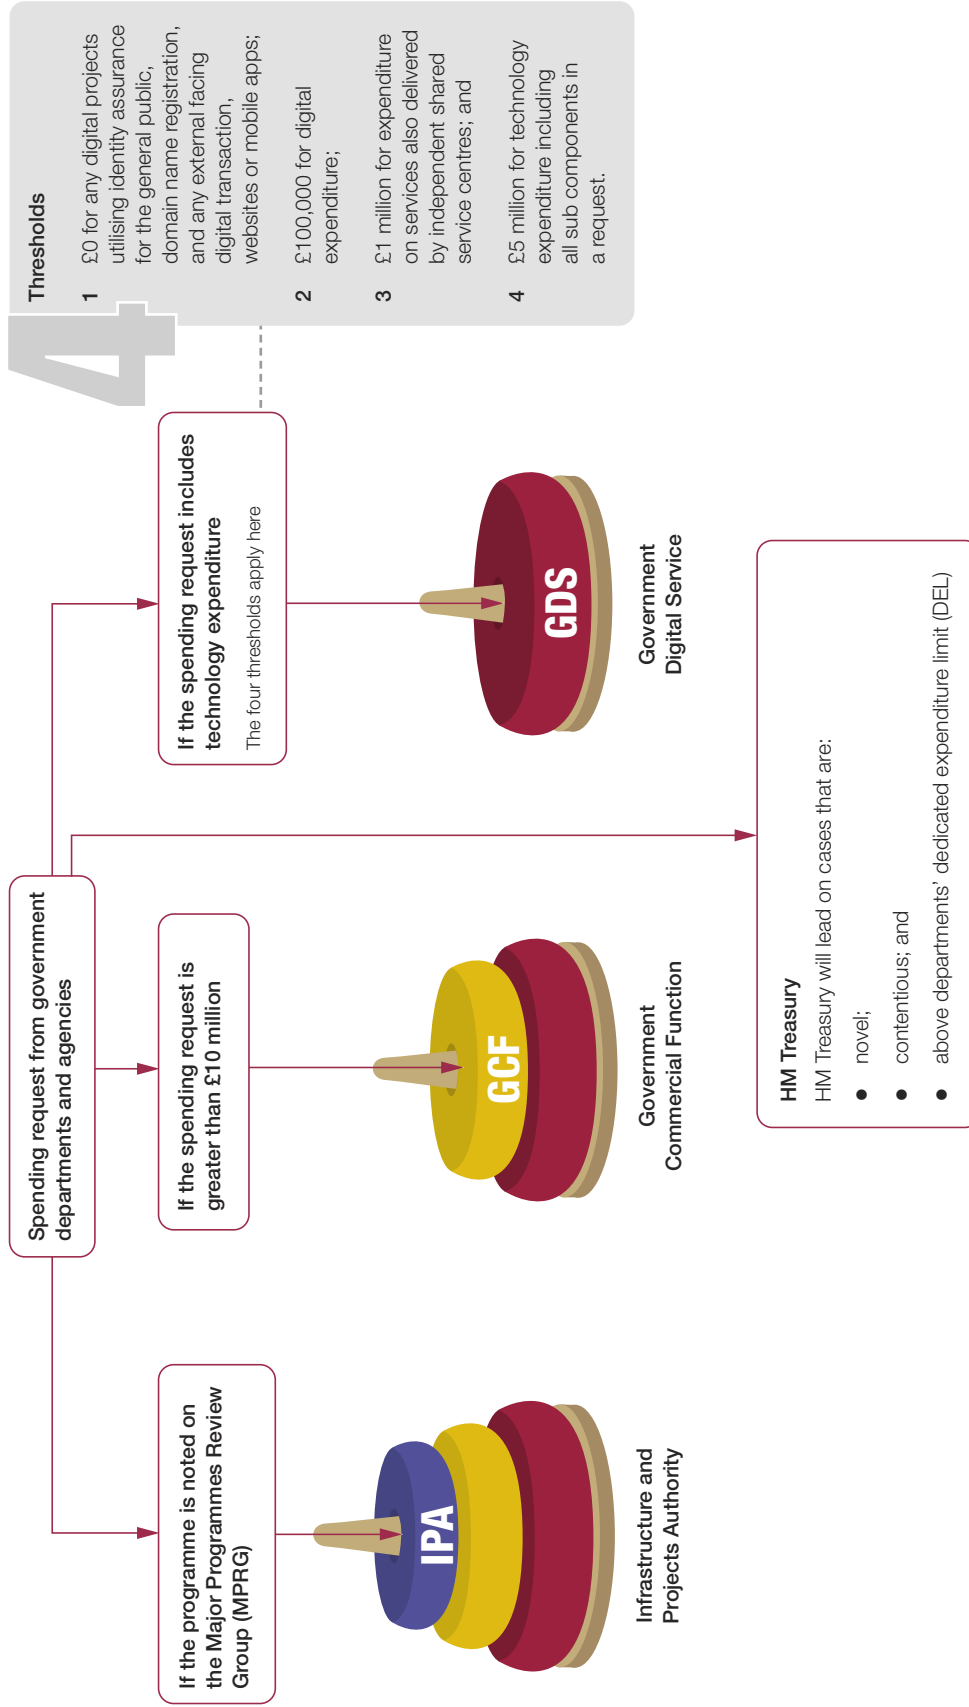 Spending request from government
departments and agencies
If the programme is noted on
the Major Programmes Review
Group (MPRG)
If the spending request is
greater than £10 million
If the spending request includes
technology expenditure
The four thresholds apply here
4
Thresholds
1 £0 for any digital projects
utilising identity assurance
for the general public,
domain name registration,
and any external facing
digital transaction,
websites or mobile apps;
2 £100,000 for digital
expenditure;
3 £1 million for expenditure
on services also delivered
by independent shared
service centres; and
4 £5 million for technology
expenditure including
all sub components in
a request.
IPA
GCF
GDS
Infrastructure and
Projects Authority
Government
Commercial Function
Government
Digital Service
HM Treasury
HM Treasury will lead on cases that are:
● novel;
● contentious; and
● above departments’ dedicated expenditure limit (DEL)